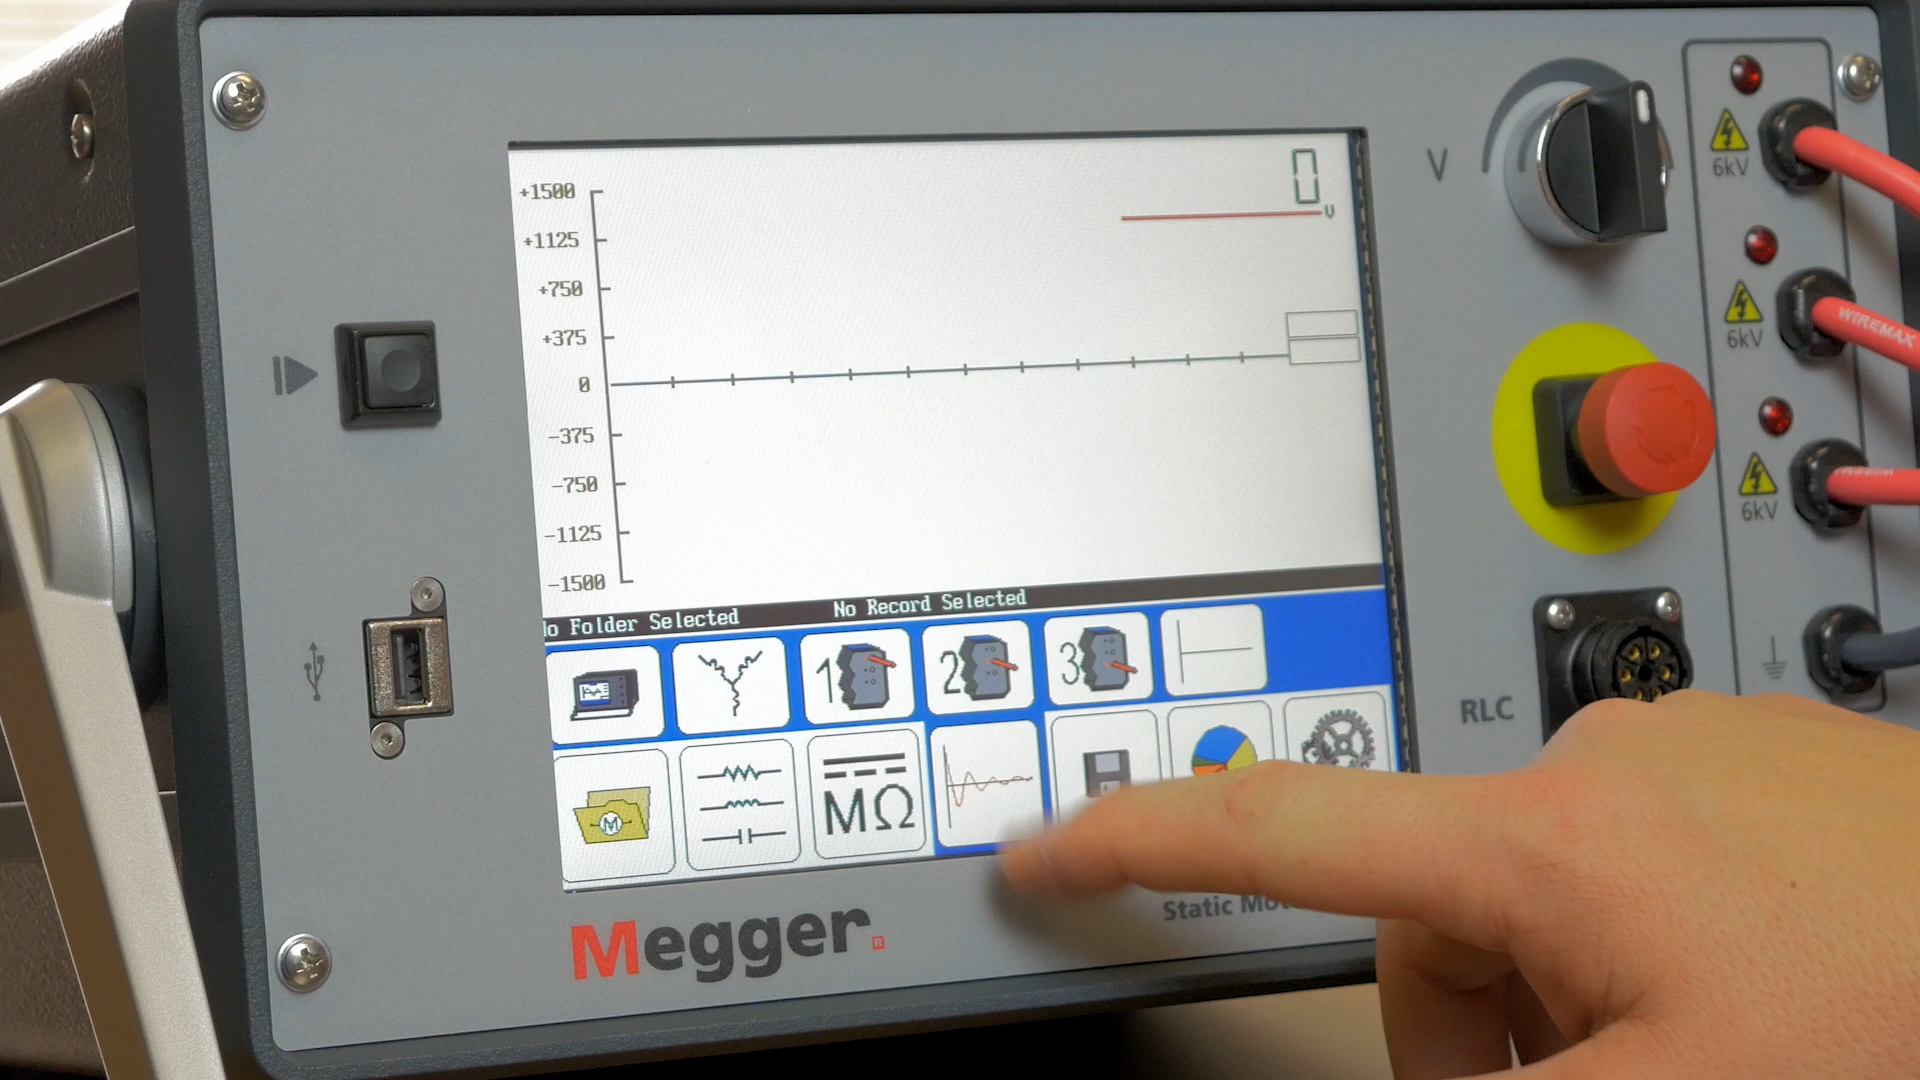 +1500
0
V
+1125
+750
+375
0
-375
-750
-1125
-1500
No Record Selected
o Folder Selected
1
2
3
MΩ
M
Megger.
Static Mot
V
6kV
6kV
6kV
WIREMAX
RLC